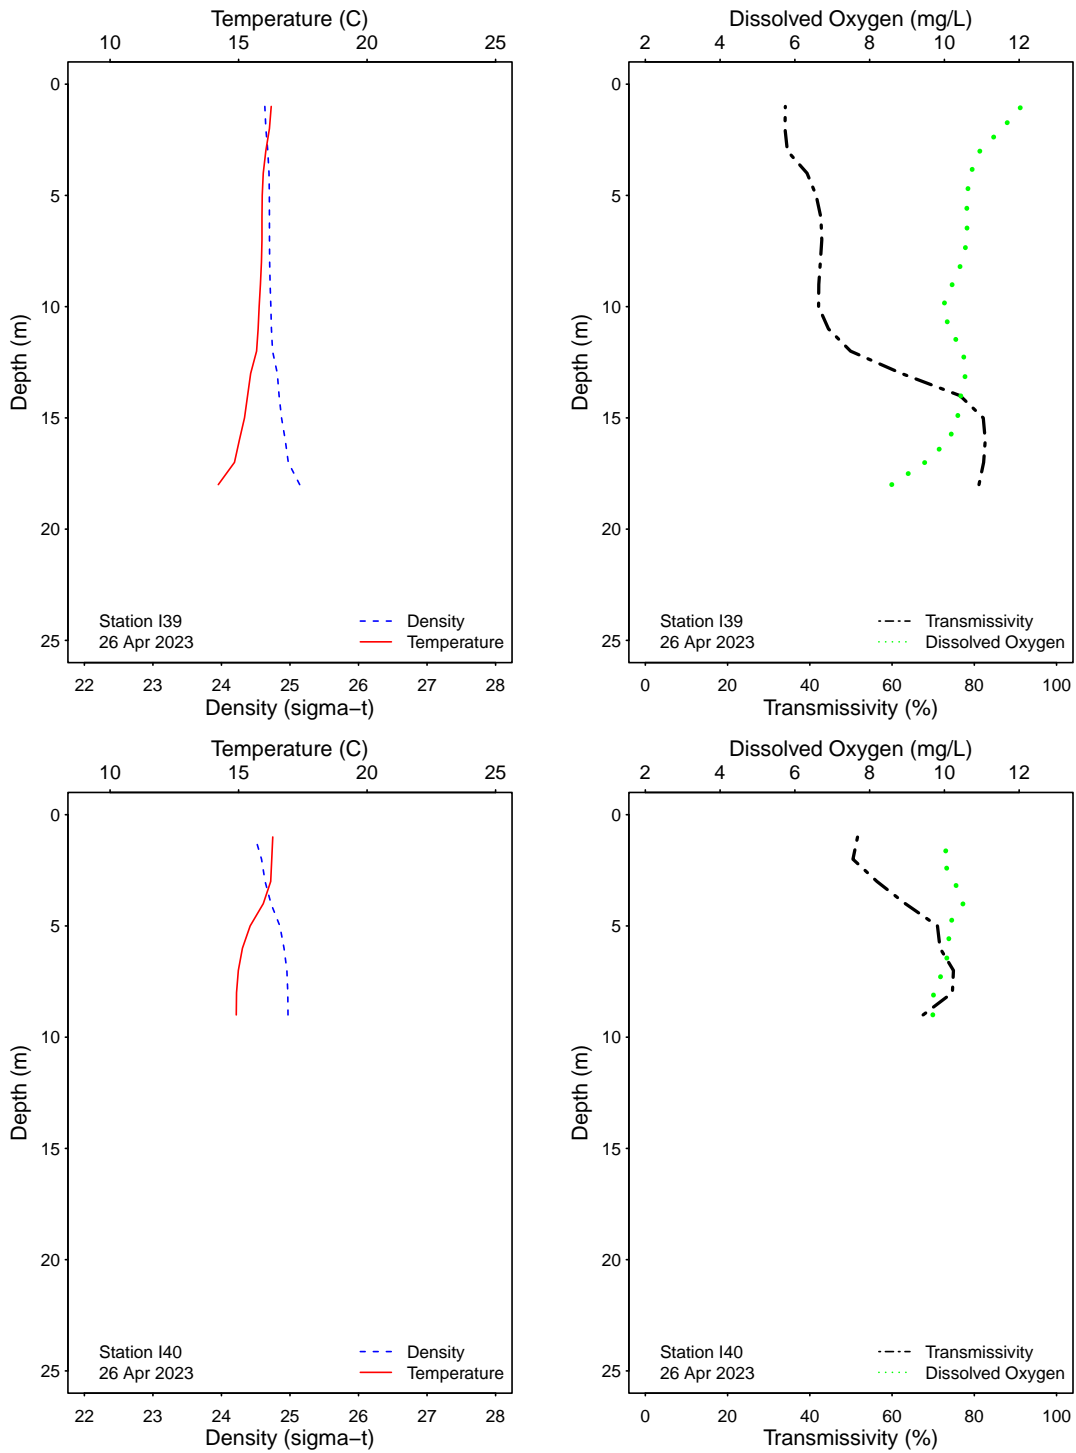 Temperature (C)
10 15 20 25
0
5
10
15
20
25
Depth (m)
Station I39
26 Apr 2023
Density
Temperature
22 23 24 25 26 27 28
Density (sigma−t)
Dissolved Oxygen (mg/L)
2 4 6 8 10 12
0
5
10
15
20
25
Depth (m)
Station I39
26 Apr 2023
Transmissivity
Dissolved Oxygen
0 20 40 60 80 100
Transmissivity (%)
Temperature (C)
10 15 20 25
0
5
10
15
20
25
Depth (m)
Station I40
26 Apr 2023
Density
Temperature
22 23 24 25 26 27 28
Density (sigma−t)
Dissolved Oxygen (mg/L)
2 4 6 8 10 12
0
5
10
15
20
25
Depth (m)
Station I40
26 Apr 2023
Transmissivity
Dissolved Oxygen
0 20 40 60 80 100
Transmissivity (%)